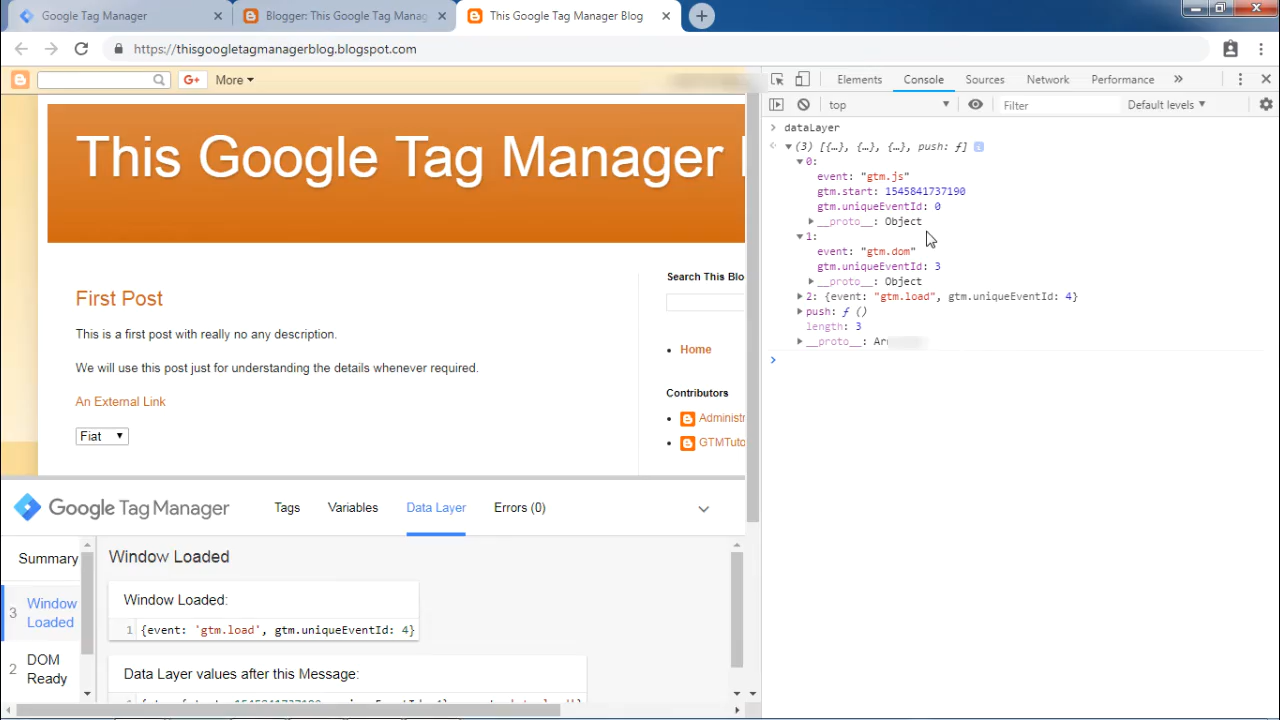 Google Tag Manager
Blogger: This Google Tag Manag
This Google Tag Manager Blog
https://thisgoogletagmanagerblog.blogspot.com
G+ More
This Google Tag Manager
First Post
This is a first post with really no any description.
We will use this post just for understanding the details whenever required.
An External Link
Fiat
Search This Blo
Home
Contributors
Administr
GTMTuto
Elements Console Sources Network Performance
top Filter Default levels
dataLayer
(3) [{…}, {…}, {…}, push: ƒ]
0:
event: "gtm.js"
gtm.start: 1545841737190
gtm.uniqueEventId: 0
__proto__: Object
1:
event: "gtm.dom"
gtm.uniqueEventId: 3
__proto__: Object
2: {event: "gtm.load", gtm.uniqueEventId: 4}
push: ƒ ()
length: 3
__proto__: Ar
Google Tag Manager
Tags Variables Data Layer Errors (0)
Summary
3 Window
Loaded
2 DOM
Ready
Window Loaded
Window Loaded:
1 {event: 'gtm.load', gtm.uniqueEventId: 4}
Data Layer values after this Message: